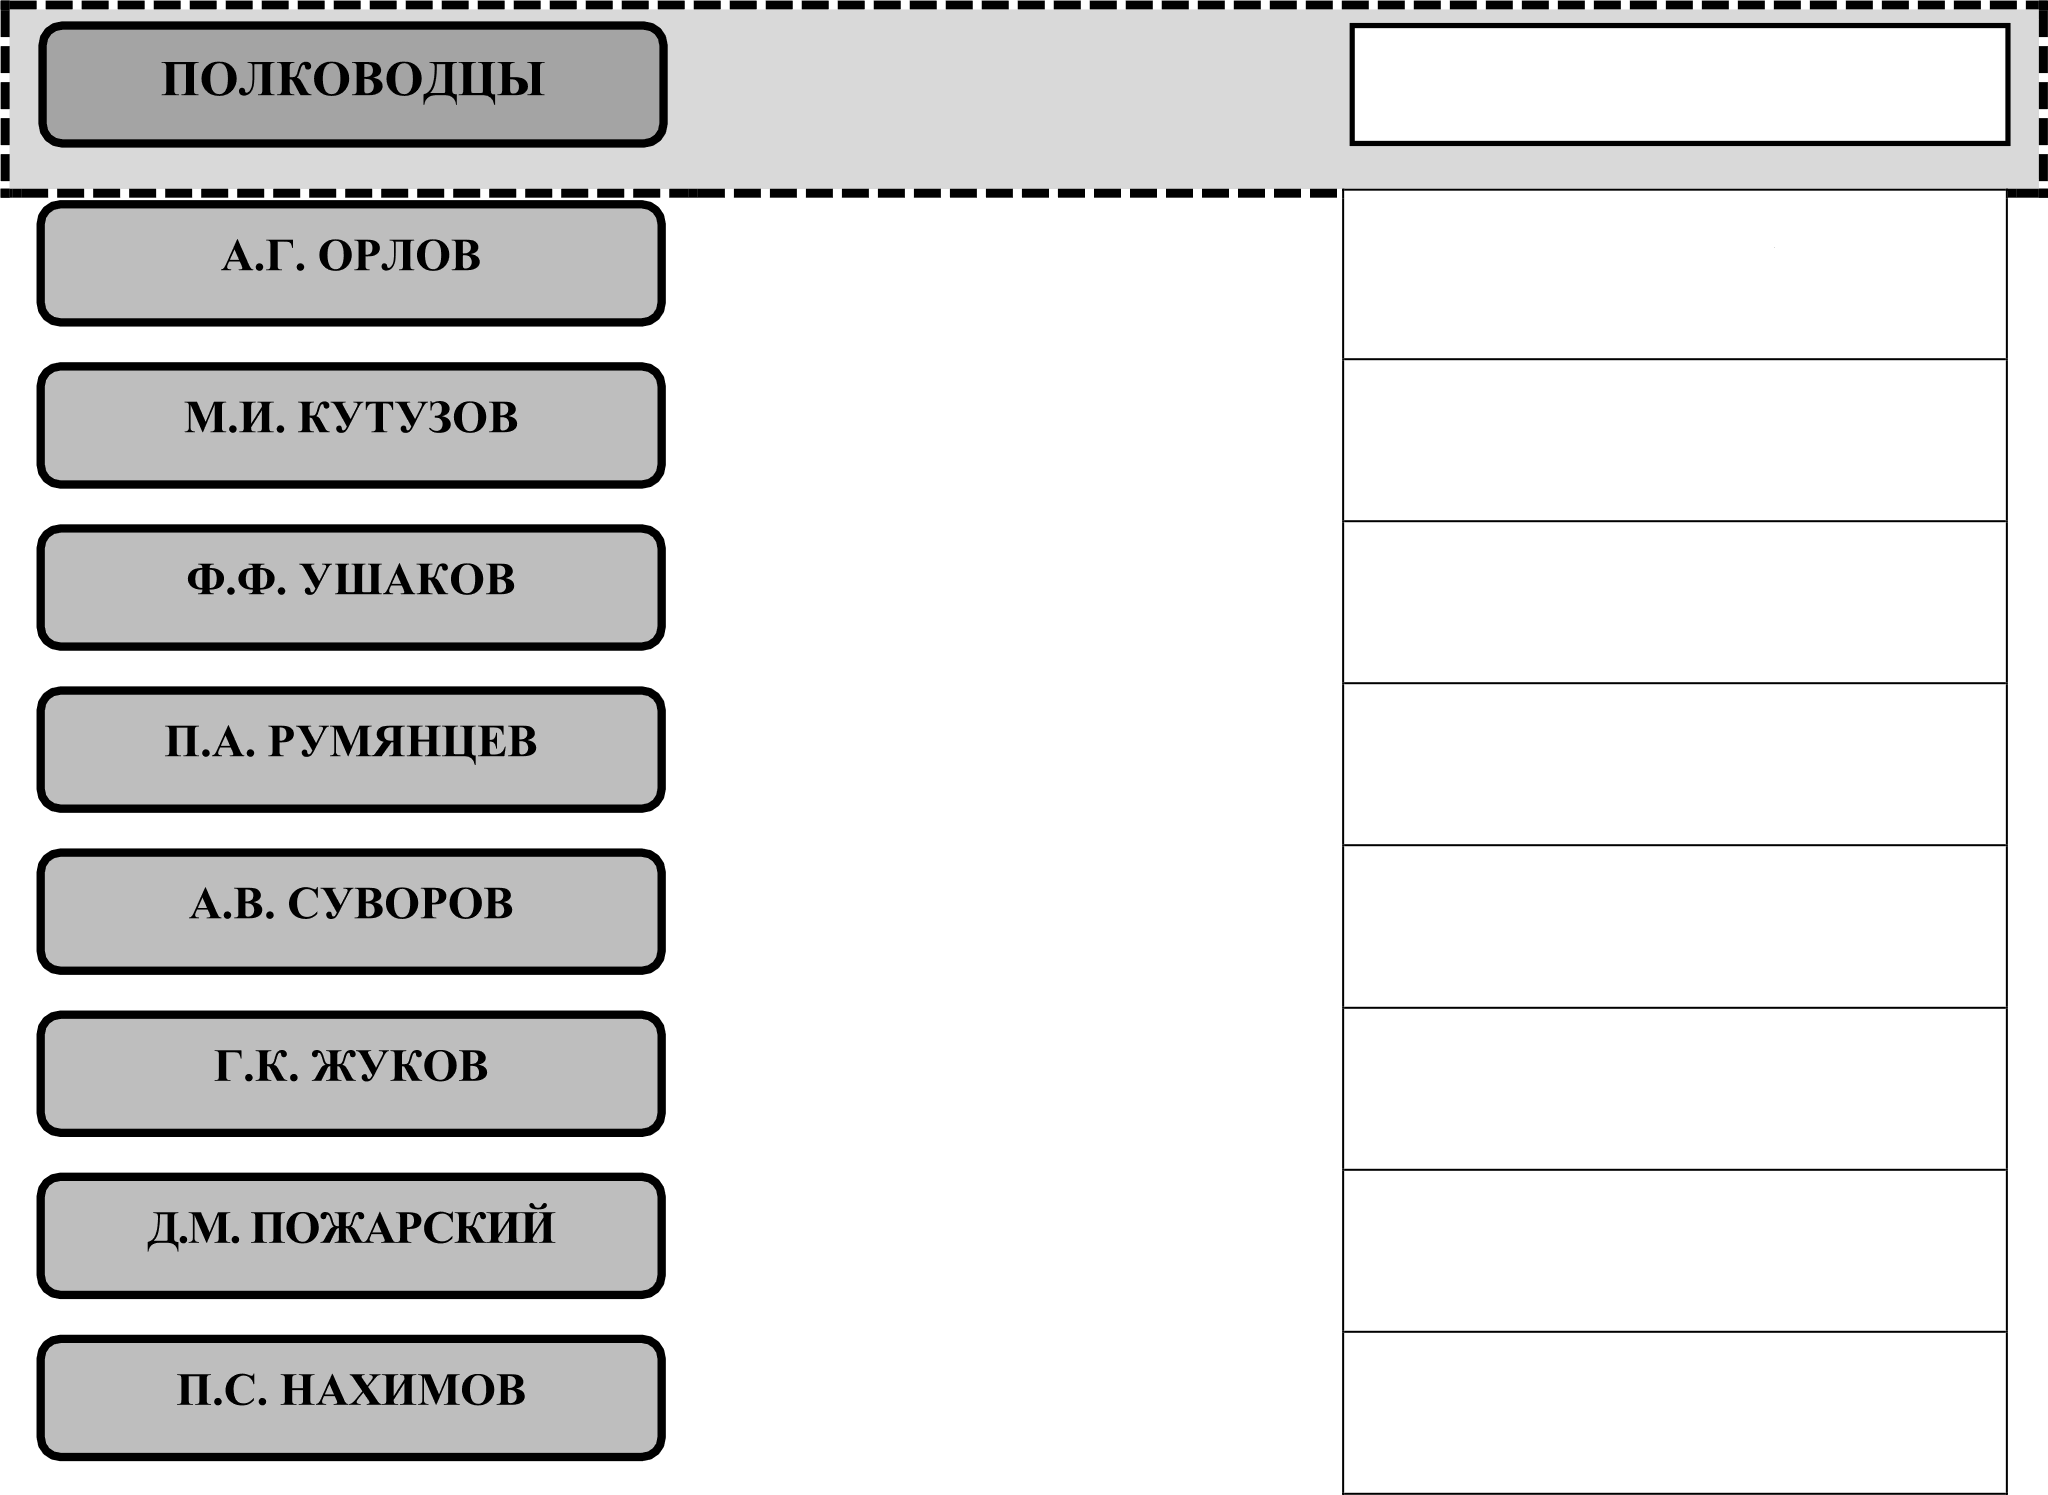 ПОЛКОВОДЦЫ
А.Г. ОРЛОВ
М.И. КУТУЗОВ
Ф.Ф. УШАКОВ
П.А. РУМЯНЦЕВ
А.В. СУВОРОВ
Г.К. ЖУКОВ
Д.М. ПОЖАРСКИЙ
П.С. НАХИМОВ